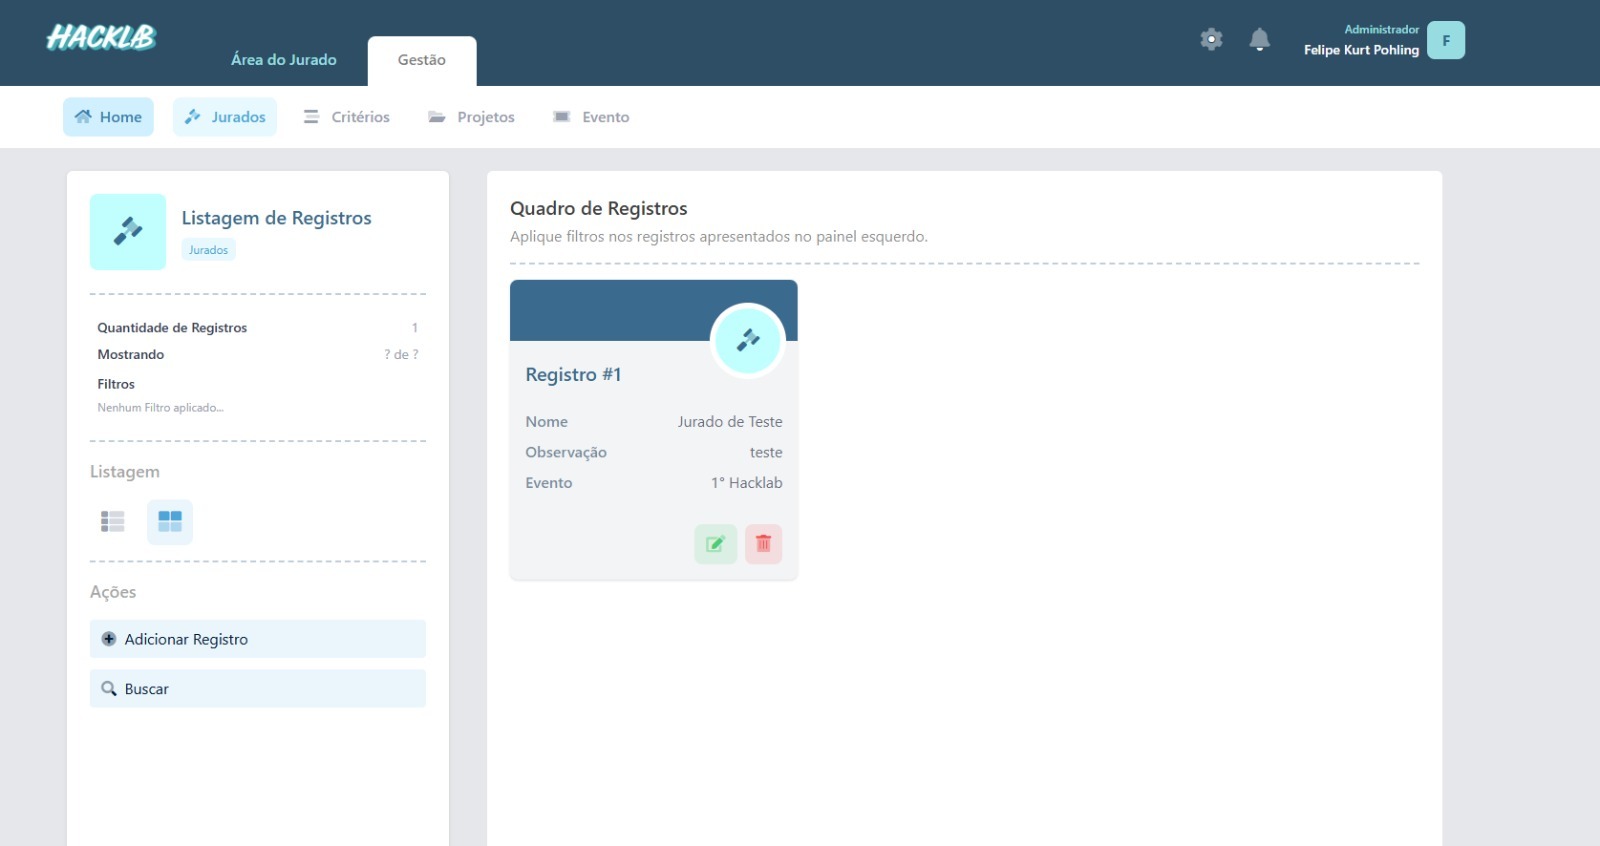 HACKLAB
Área do Jurado
Gestão
Administrador
Felipe Kurt Pohling
F
Home
Jurados
Critérios
Projetos
Evento
Listagem de Registros
Jurados
Quantidade de Registros 1
Mostrando ? de ?
Filtros
Nenhum Filtro aplicado...
Listagem
Ações
Adicionar Registro
Buscar
Quadro de Registros
Aplique filtros nos registros apresentados no painel esquerdo.
Registro #1
Nome Jurado de Teste
Observação teste
Evento 1° Hacklab